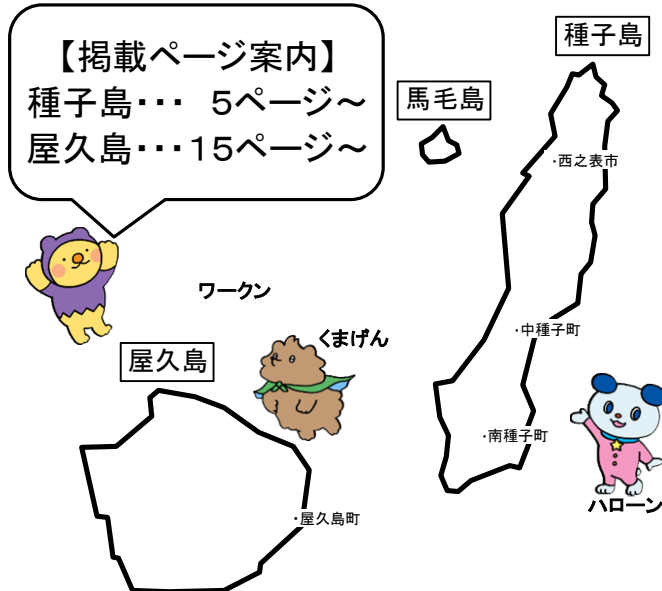 【掲載ページ案内】
種子島･･･ 5ページ～
屋久島･･･15ページ～
種子島
馬毛島
・西之表市
ワークン
くまげん
・中種子町
屋久島
・南種子町
ハローン
・屋久島町